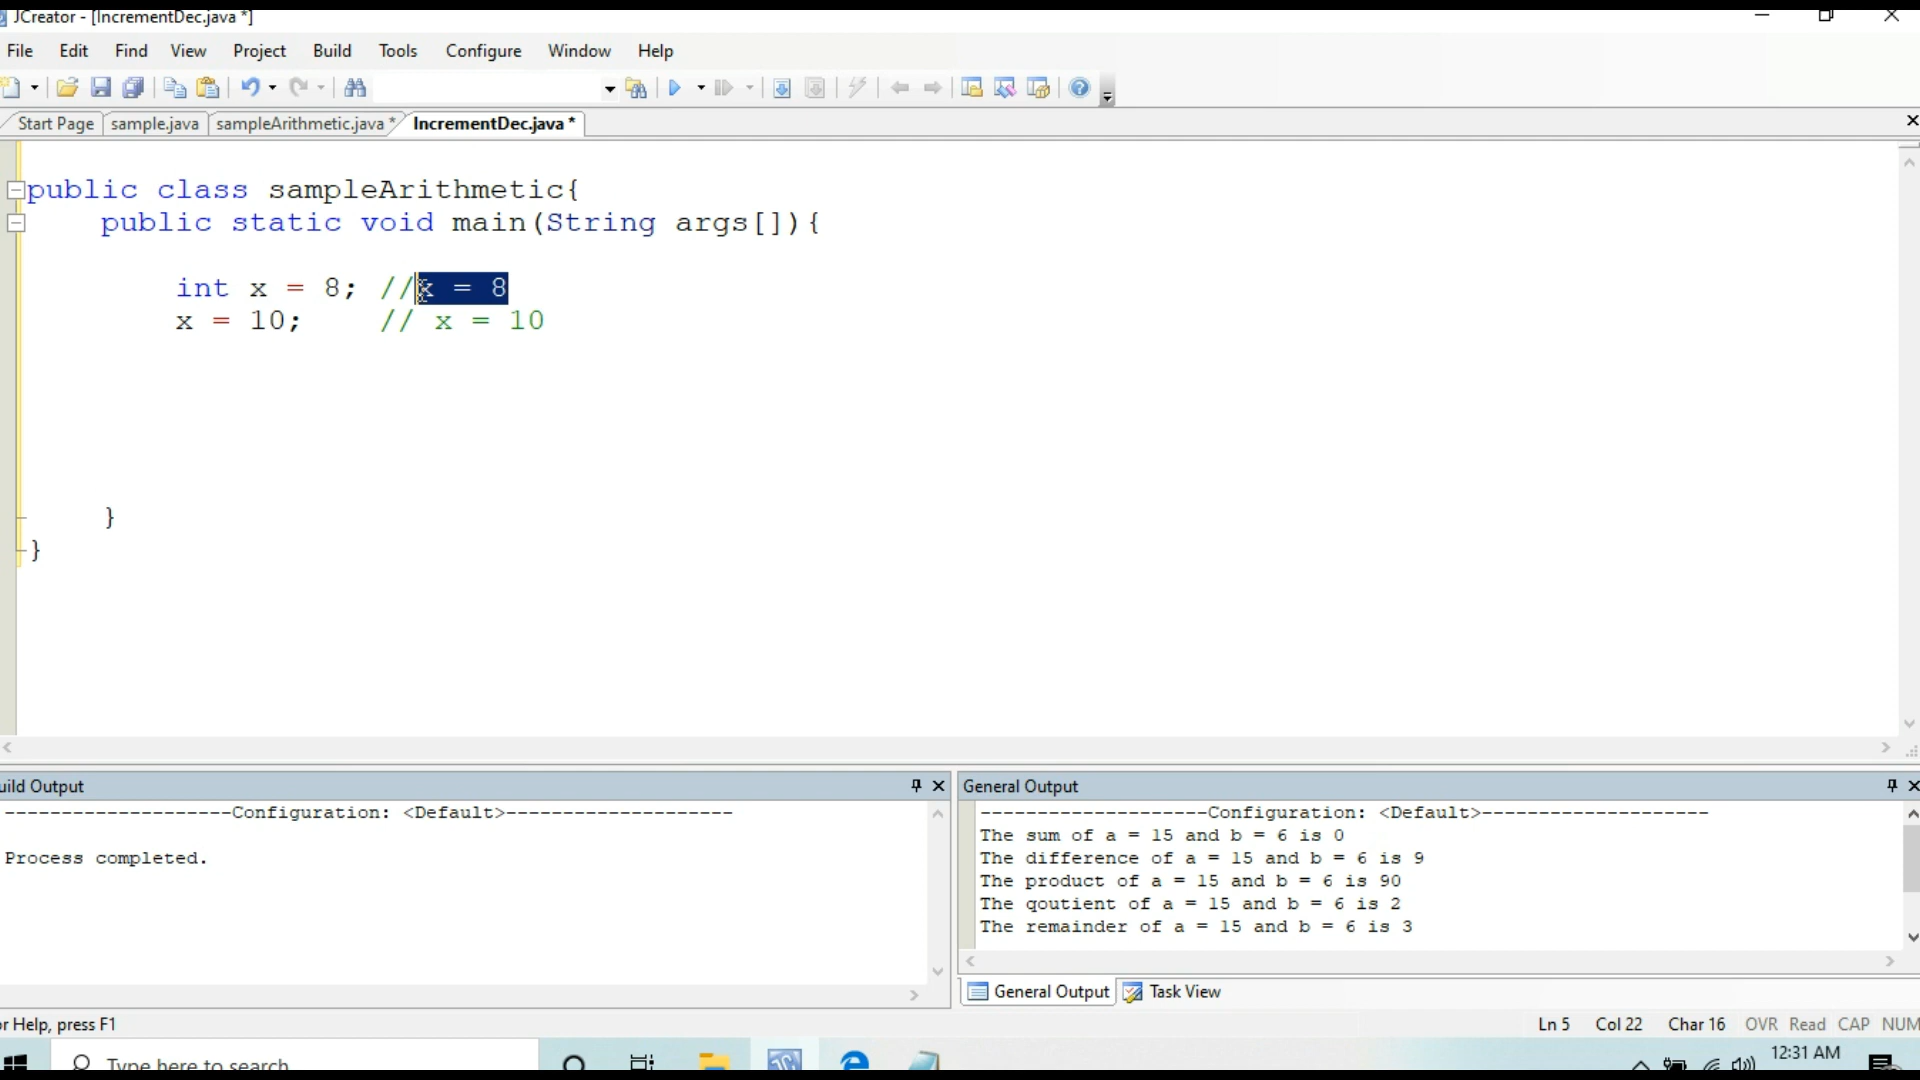 JCreator - [IncrementDec.java *]
File Edit Find View Project Build Tools Configure Window Help
Start Page sample.java sampleArithmetic.java * IncrementDec.java *
public class sampleArithmetic{
public static void main(String args[]){
int x = 8; //x = 8
x = 10; // x = 10
}
}
uild Output
General Output
--------------------Configuration: <Default>--------------------
Process completed.
--------------------Configuration: <Default>--------------------
The sum of a = 15 and b = 6 is 0
The difference of a = 15 and b = 6 is 9
The product of a = 15 and b = 6 is 90
The qoutient of a = 15 and b = 6 is 2
The remainder of a = 15 and b = 6 is 3
General Output Task View
or Help, press F1
Ln 5 Col 22 Char 16 OVR Read CAP NUM
Type here to search
12:31 AM